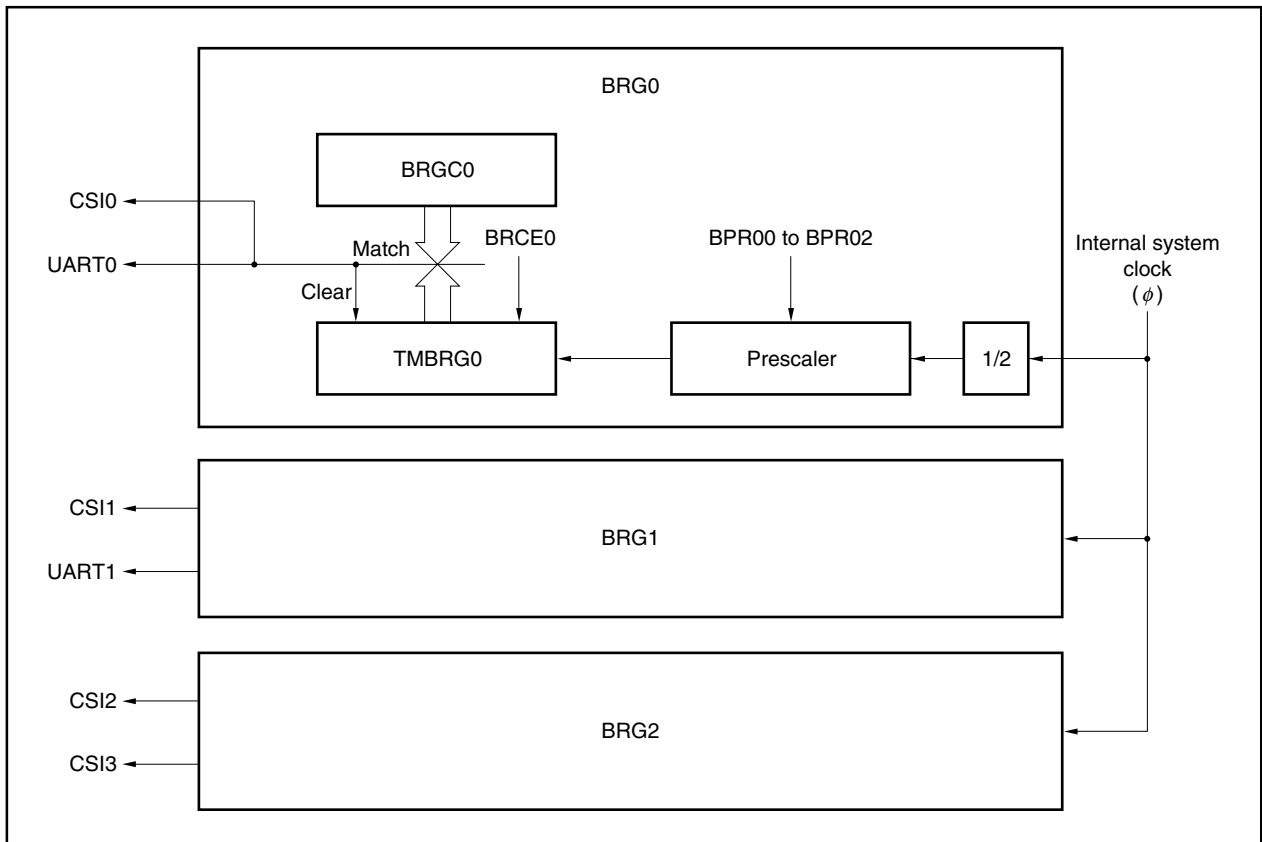 BRG0
BRGC0
CSI0
Match
BRCE0
BPR00 to BPR02
Internal system
clock
(ϕ)
UART0
Clear
TMBRG0
Prescaler
1/2
CSI1
BRG1
UART1
CSI2
BRG2
CSI3